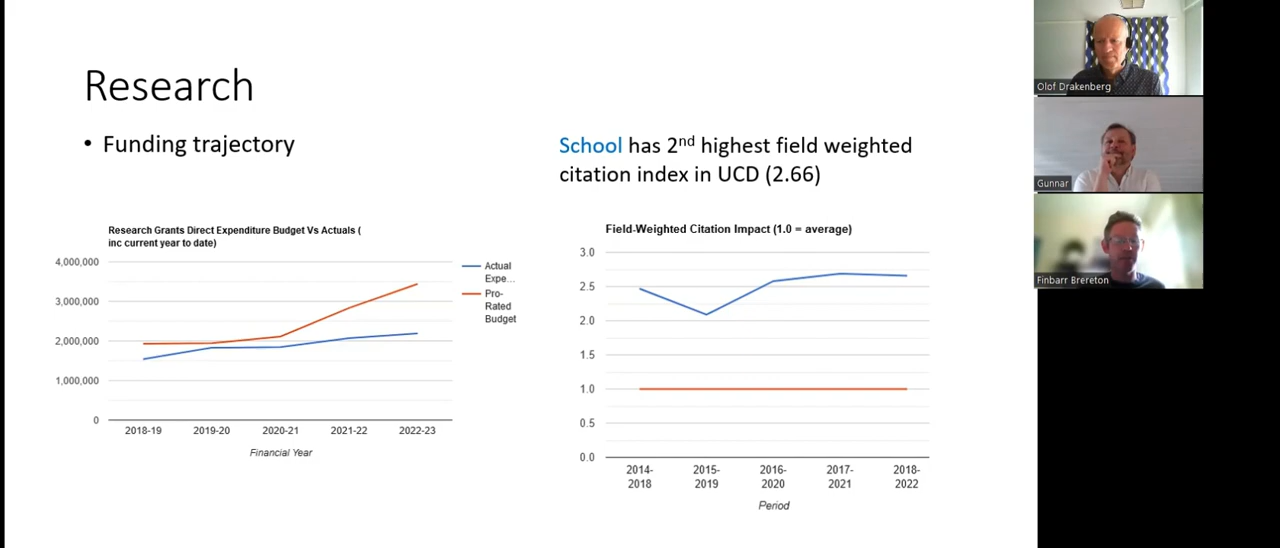 Research
• Funding trajectory
School has 2nd highest field weighted
citation index in UCD (2.66)
Research Grants Direct Expenditure Budget Vs Actuals (
inc current year to date)
4,000,000
3,000,000
2,000,000
1,000,000
0
2018-19 2019-20 2020-21 2021-22 2022-23
Financial Year
Actual
Expe...
Pro-
Rated
Budget
Field-Weighted Citation Impact (1.0 = average)
3.0
2.5
2.0
1.5
1.0
0.5
0.0
2014- 2015- 2016- 2017- 2018-
2018 2019 2020 2021 2022
Period
Olof Drakenberg
Gunnar
Finbarr Brereton